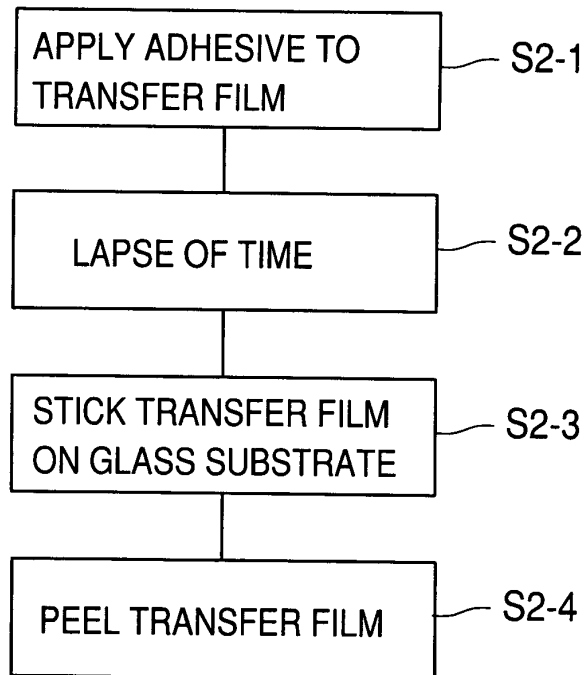 APPLY ADHESIVE TO
TRANSFER FILM
S2-1
LAPSE OF TIME
S2-2
STICK TRANSFER FILM
ON GLASS SUBSTRATE
S2-3
PEEL TRANSFER FILM
S2-4